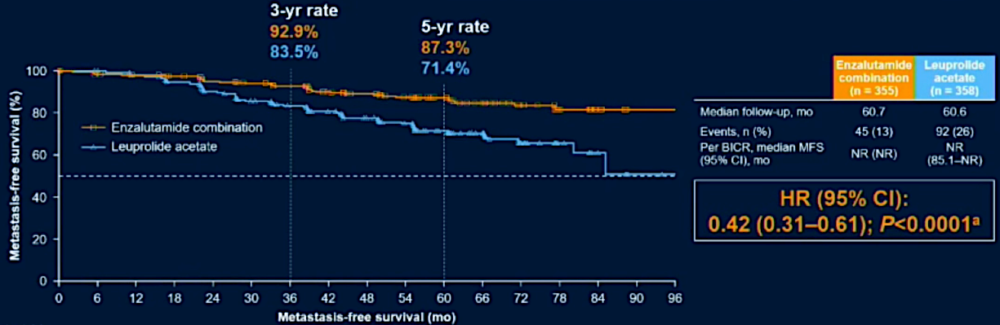 3-yr rate
92.9%
83.5%
5-yr rate
87.3%
71.4%
Metastasis-free survival (%)
100
80
60
40
20
0
Enzalutamide combination
Leuprolide acetate
0 6 12 18 24 30 36 42 48 54 60 66 72 78 84 96
Metastasis-free survival (mo)
Enzalutamide combination (n = 355)
Leuprolide acetate (n = 358)
Median follow-up, mo 60.7 60.6
Events, n (%) 45 (13) 92 (26)
Per BICR, median MFS (95% CI), mo NR (NR) NR (85.1–NR)
HR (95% CI):
0.42 (0.31–0.61); P<0.0001ª